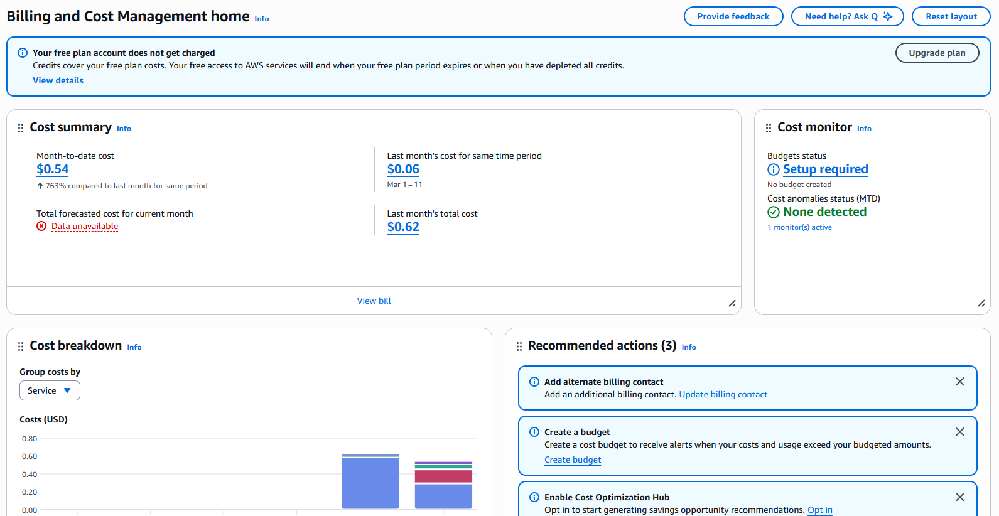 Billing and Cost Management home Info
Provide feedback
Need help? Ask Q
Reset layout
Your free plan account does not get charged
Credits cover your free plan costs. Your free access to AWS services will end when your free plan period expires or when you have depleted all credits.
View details
Upgrade plan
Cost summary Info
Month-to-date cost
$0.54
763% compared to last month for same period
Last month's cost for same time period
$0.06
Mar 1 – 11
Total forecasted cost for current month
Data unavailable
Last month's total cost
$0.62
View bill
Cost monitor Info
Budgets status
Setup required
No budget created
Cost anomalies status (MTD)
None detected
1 monitor(s) active
Cost breakdown Info
Group costs by
Service
Costs (USD)
0.80
0.60
0.40
0.20
0.00
Recommended actions (3) Info
Add alternate billing contact
Add an additional billing contact. Update billing contact
Create a budget
Create a cost budget to receive alerts when your costs and usage exceed your budgeted amounts.
Create budget
Enable Cost Optimization Hub
Opt in to start generating savings opportunity recommendations. Opt in